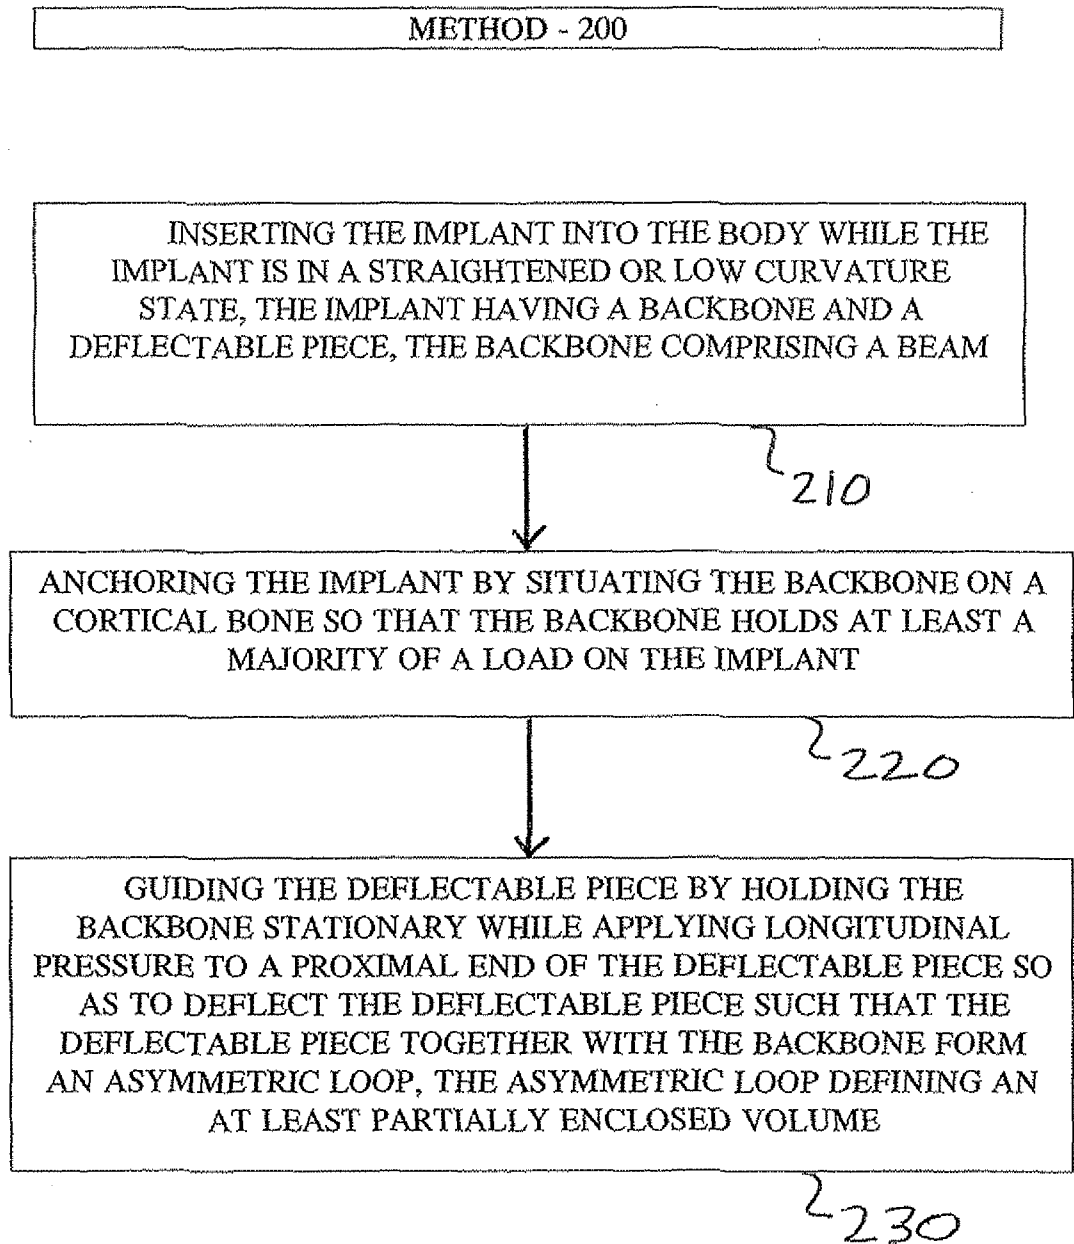 METHOD - 200
INSERTING THE IMPLANT INTO THE BODY WHILE THE
IMPLANT IS IN A STRAIGHTENED OR LOW CURVATURE
STATE, THE IMPLANT HAVING A BACKBONE AND A
DEFLECTABLE PIECE, THE BACKBONE COMPRISING A BEAM
210
ANCHORING THE IMPLANT BY SITUATING THE BACKBONE ON A
CORTICAL BONE SO THAT THE BACKBONE HOLDS AT LEAST A
MAJORITY OF A LOAD ON THE IMPLANT
220
GUIDING THE DEFLECTABLE PIECE BY HOLDING THE
BACKBONE STATIONARY WHILE APPLYING LONGITUDINAL
PRESSURE TO A PROXIMAL END OF THE DEFLECTABLE PIECE SO
AS TO DEFLECT THE DEFLECTABLE PIECE SUCH THAT THE
DEFLECTABLE PIECE TOGETHER WITH THE BACKBONE FORM
AN ASYMMETRIC LOOP, THE ASYMMETRIC LOOP DEFINING AN
AT LEAST PARTIALLY ENCLOSED VOLUME
230